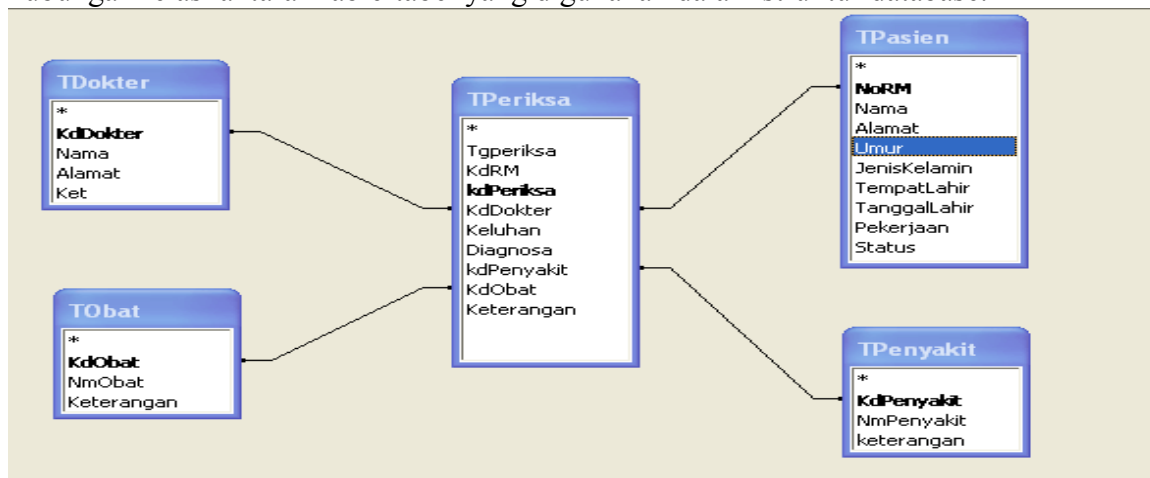 TDokter
*
KdDokter
Nama
Alamat
Ket
TObat
*
KdObat
NmObat
Keterangan
TPeriksa
*
Tgperiksa
KdRM
kdPeriksa
KdDokter
Keluhan
Diagnosa
kdPenyakit
KdObat
Keterangan
TPasien
*
NoRM
Nama
Alamat
Umur
JenisKelamin
TempatLahir
TanggalLahir
Pekerjaan
Status
TPenyakit
*
KdPenyakit
NmPenyakit
keterangan